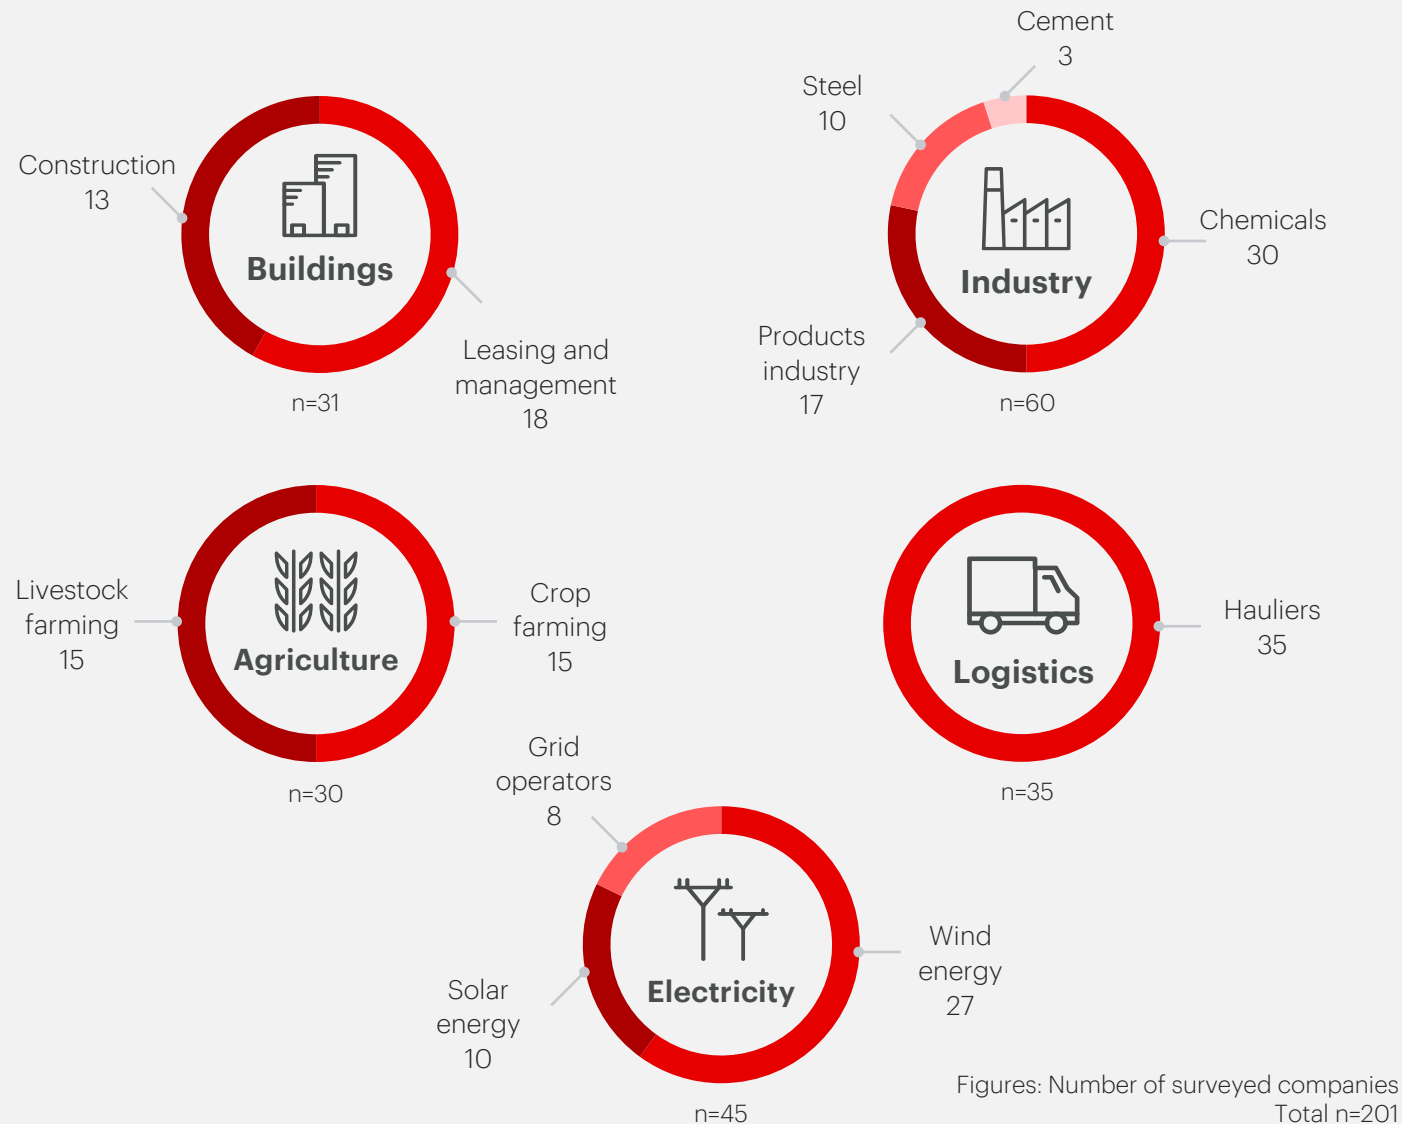 Construction
13
Buildings
Leasing and
management
18
n=31
Cement
3
Steel
10
Chemicals
30
Industry
Products
industry
17
n=60
Livestock
farming
15
Agriculture
Crop
farming
15
n=30
Logistics
Hauliers
35
n=35
Grid
operators
8
Electricity
Wind
energy
27
Solar
energy
10
n=45
Figures: Number of surveyed companies
Total n=201